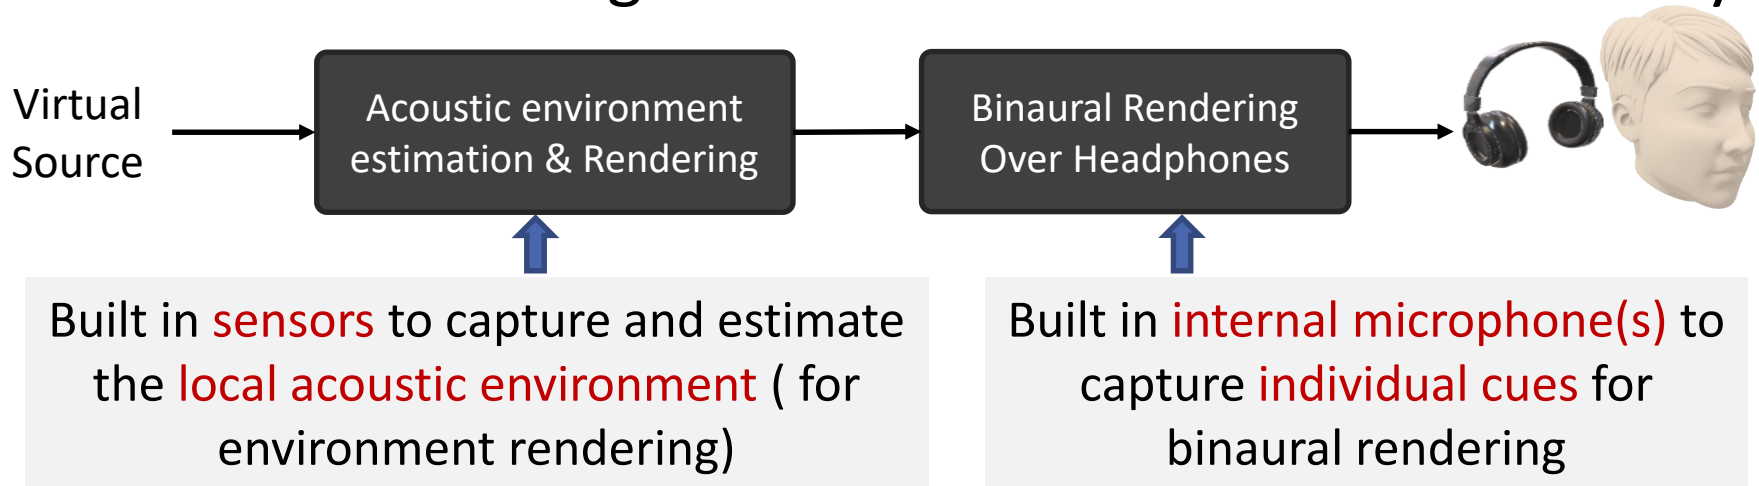 Virtual
Source
Acoustic environment
estimation & Rendering
Binaural Rendering
Over Headphones
Built in sensors to capture and estimate
the local acoustic environment ( for
environment rendering)
Built in internal microphone(s) to
capture individual cues for
binaural rendering